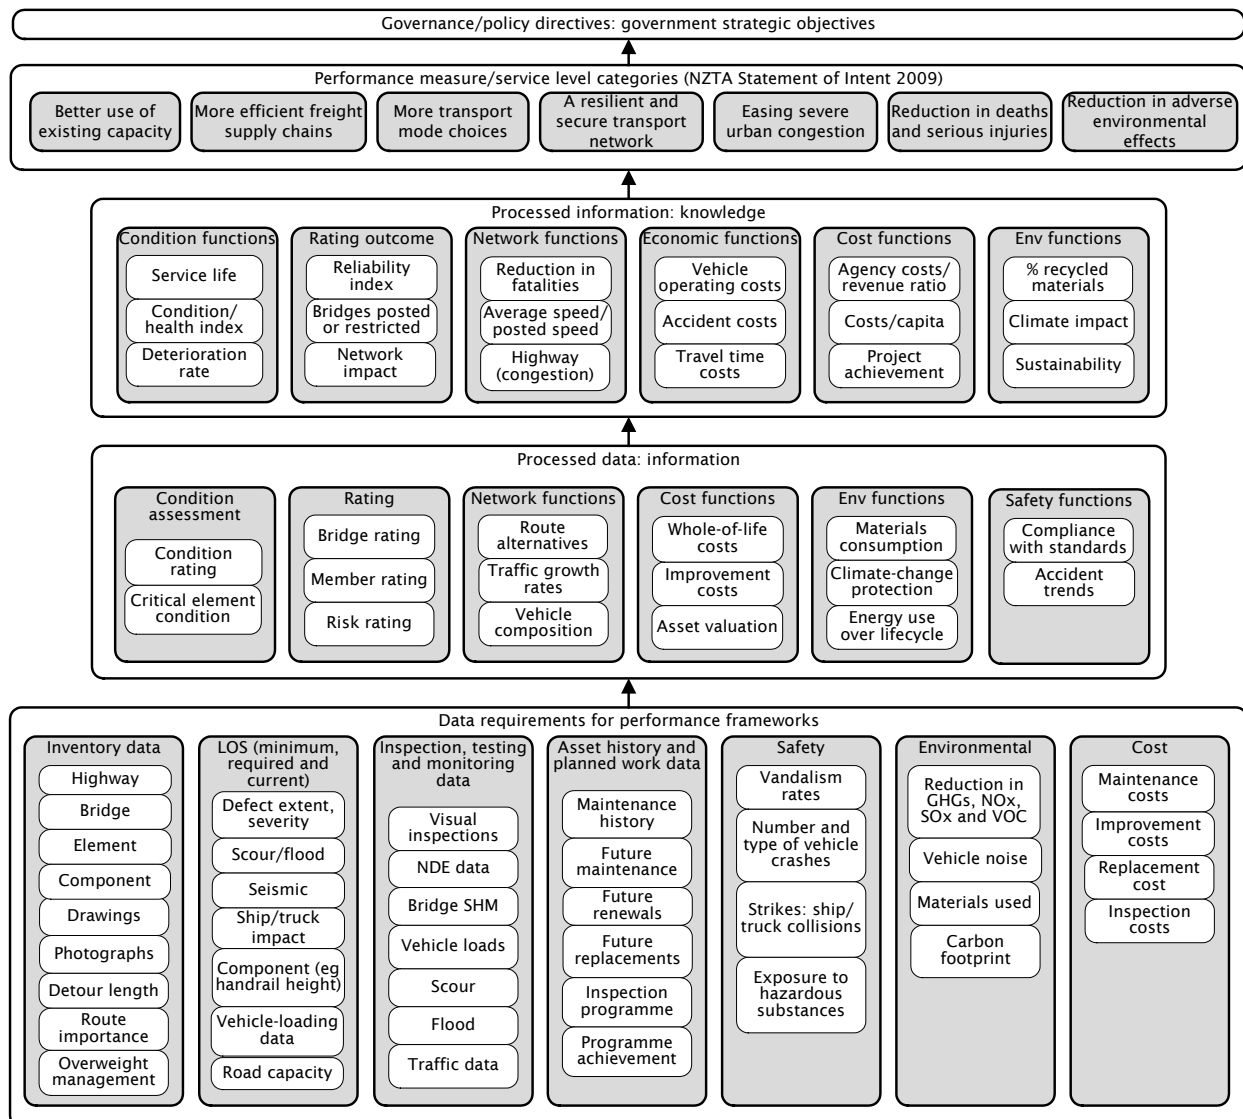 Governance/policy directives: government strategic objectives
Performance measure/service level categories (NZTA Statement of Intent 2009)
Better use of
existing capacity
More efficient freight
supply chains
More transport
mode choices
A resilient and
secure transport
network
Easing severe
urban congestion
Reduction in deaths
and serious injuries
Reduction in adverse
environmental
effects
Processed information: knowledge
Condition functions
Service life
Condition/
health index
Deterioration
rate
Rating outcome
Reliability
index
Bridges posted
or restricted
Network
impact
Network functions
Reduction in
fatalities
Average speed/
posted speed
Highway
(congestion)
Economic functions
Vehicle
operating costs
Accident costs
Travel time
costs
Cost functions
Agency costs/
revenue ratio
Costs/capita
Project
achievement
Env functions
% recycled
materials
Climate impact
Sustainability
Processed data: information
Condition
assessment
Condition
rating
Critical element
condition
Rating
Bridge rating
Member rating
Risk rating
Network functions
Route
alternatives
Traffic growth
rates
Vehicle
composition
Cost functions
Whole-of-life
costs
Improvement
costs
Asset valuation
Env functions
Materials
consumption
Climate-change
protection
Energy use
over lifecycle
Safety functions
Compliance
with standards
Accident
trends
Data requirements for performance frameworks
Inventory data
Highway
Bridge
Element
Component
Drawings
Photographs
Detour length
Route
importance
Overweight
management
LOS (minimum,
required and
current)
Defect extent,
severity
Scour/flood
Seismic
Ship/truck
impact
Component (eg
handrail height)
Vehicle-loading
data
Road capacity
Inspection, testing
and monitoring
data
Visual
inspections
NDE data
Bridge SHM
Vehicle loads
Scour
Flood
Traffic data
Asset history and
planned work data
Maintenance
history
Future
maintenance
Future
renewals
Future
replacements
Inspection
programme
Programme
achievement
Safety
Vandalism
rates
Number and
type of vehicle
crashes
Strikes: ship/
truck collisions
Exposure to
hazardous
substances
Environmental
Reduction in
GHGs, NOx,
SOx and VOC
Vehicle noise
Materials used
Carbon
footprint
Cost
Maintenance
costs
Improvement
costs
Replacement
cost
Inspection
costs